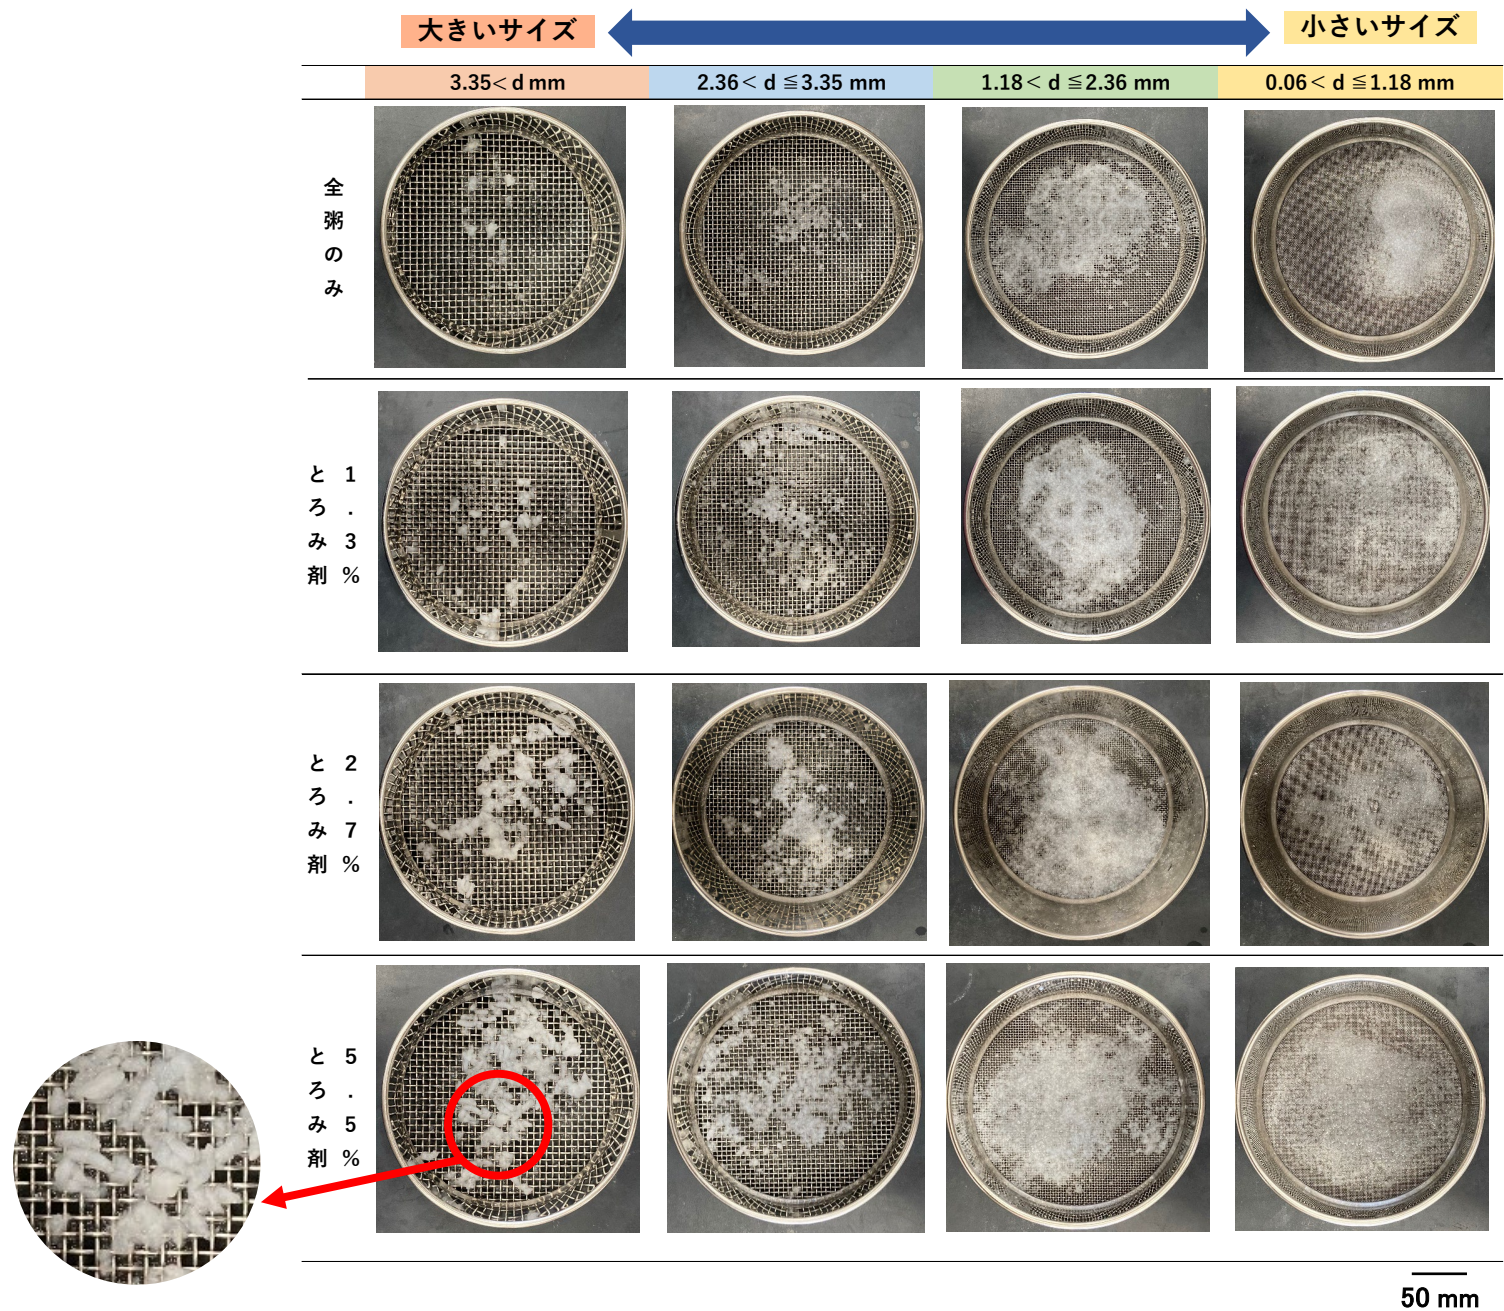 大きいサイズ
小さいサイズ
3.35< d mm
2.36< d ≦3.35 mm
1.18< d ≦2.36 mm
0.06< d ≦1.18 mm
全粥のみ
とろみ剤
1.3%
とろみ剤
2.7%
とろみ剤
5.5%
50 mm